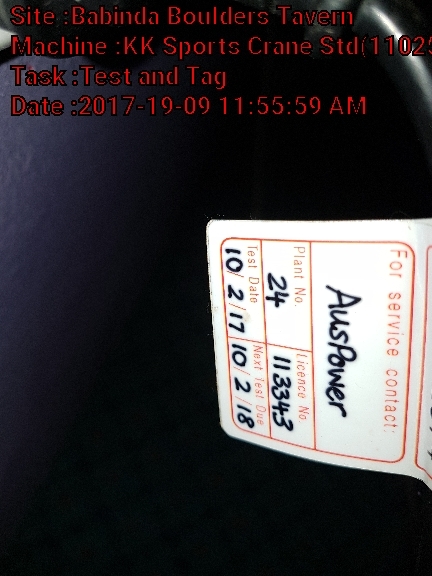 Site :Babinda Boulders Tavern
Machine :KK Sports Crane Std(11025
Task :Test and Tag
Date :2017-19-09 11:55:59 AM
For service contact:
AusPower
Plant No. Licence No
24 113343
Test Date Next Test Due
10/2/17 10/2/18